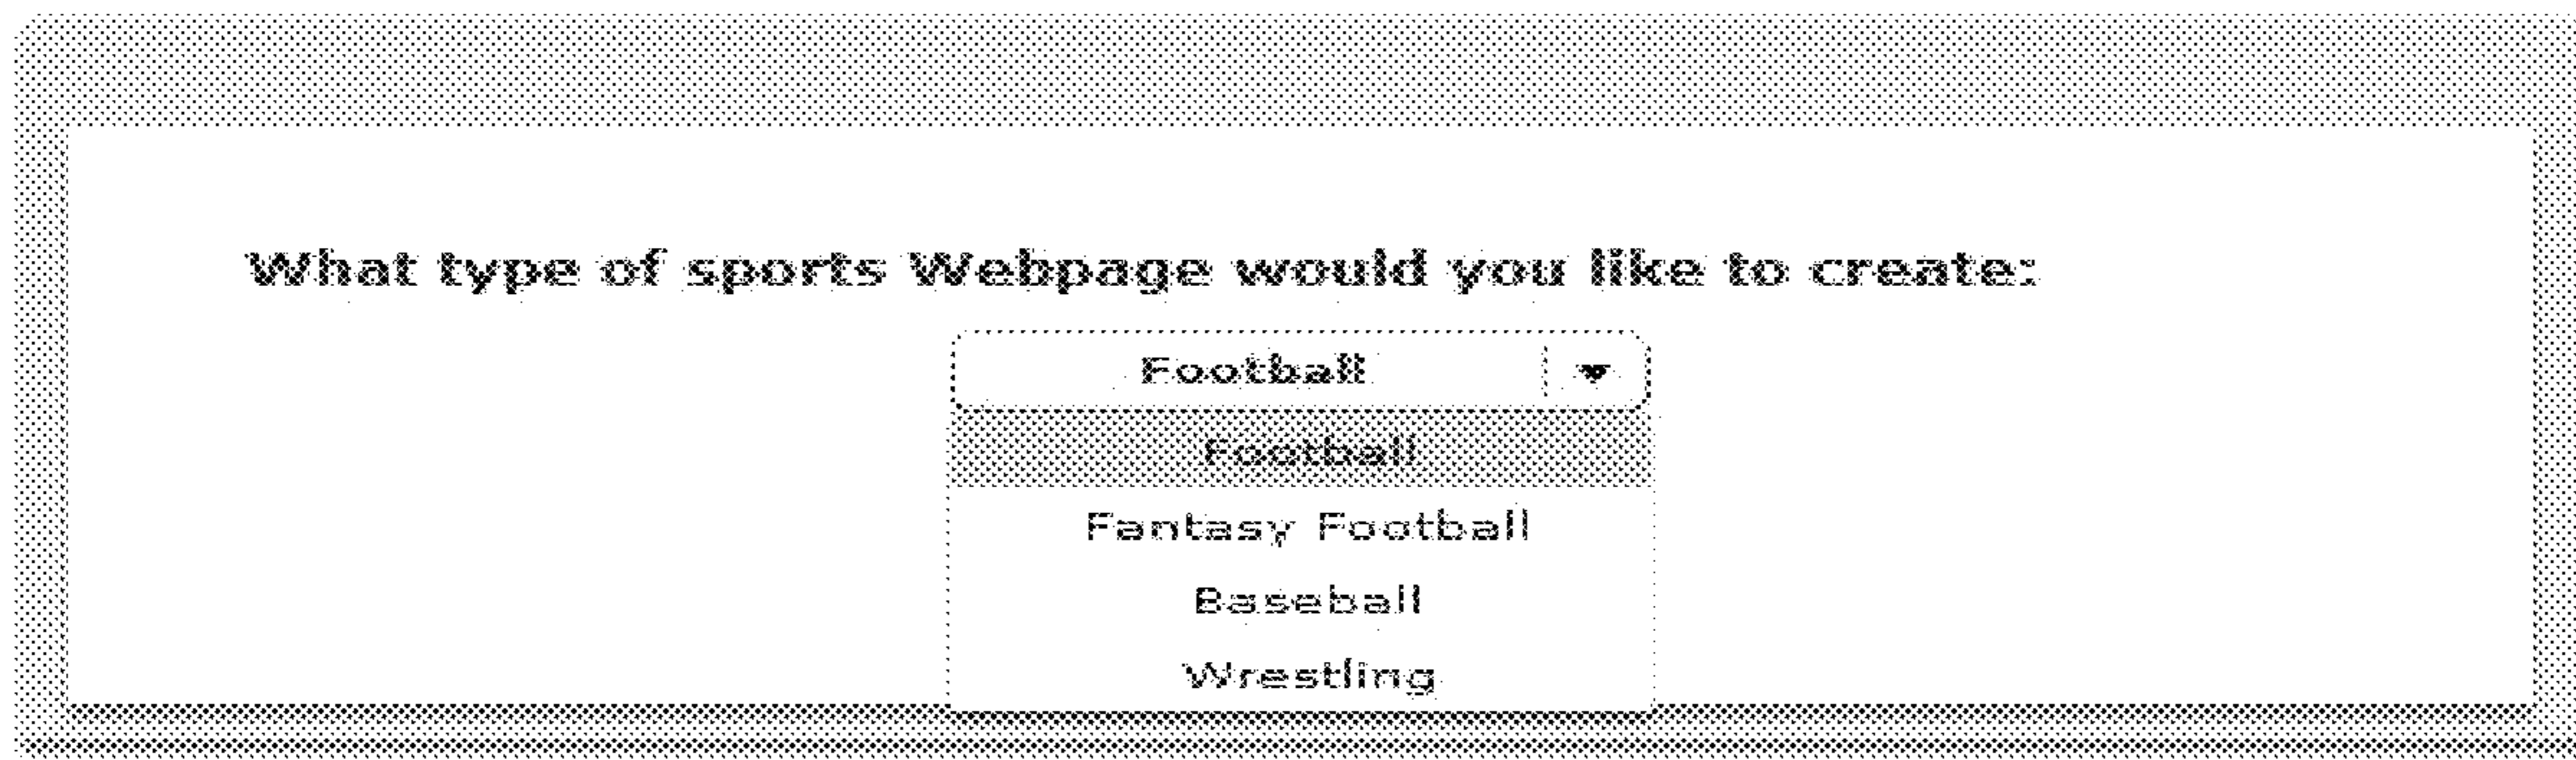 What type of sports Webpage would you like to create:
Football
Football
Fantasy Football
Baseball
Wrestling